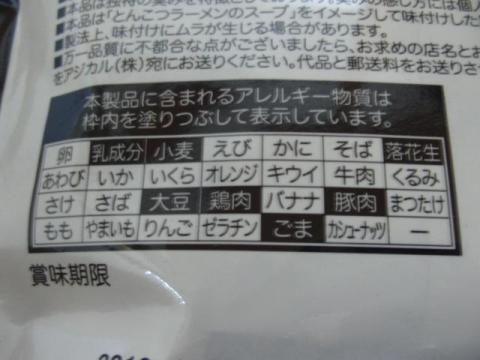 ■本品は「とんこつラーメンのスープ」をイメージして味付けした
■製法上、味付けにムラが生じる場合があります。
■万一品質に不都合な点がございましたら、お求めの店名と
をアジカル(株)宛にお送りください。代品と郵送料をお送り
本製品に含まれるアレルギー物質は
枠内を塗りつぶして表示しています。
卵 乳成分 小麦 えび かに そば 落花生
あわび いか いくら オレンジ キウイ 牛肉 くるみ
さけ さば 大豆 鶏肉 バナナ 豚肉 まつたけ
もも やまいも りんご ゼラチン ごま カシューナッツ ー
賞味期限